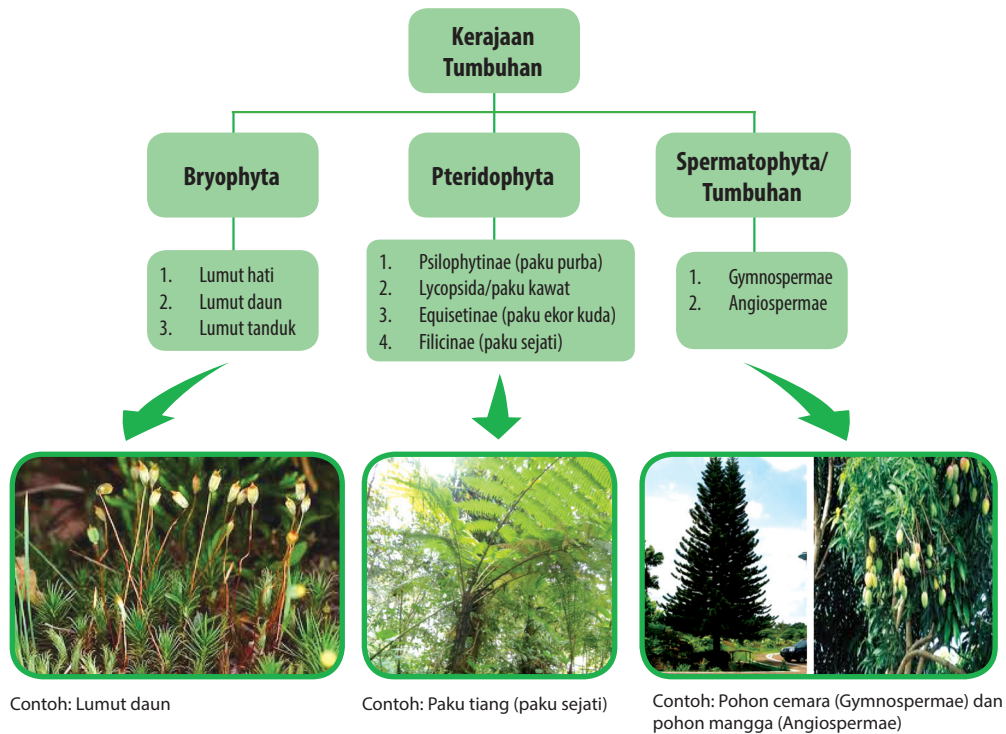 Kerajaan
Tumbuhan
Bryophyta
Pteridophyta
Spermatophyta/
Tumbuhan
1. Lumut hati
2. Lumut daun
3. Lumut tanduk
1. Psilophytinae (paku purba)
2. Lycopsida/paku kawat
3. Equisetinae (paku ekor kuda)
4. Filicinae (paku sejati)
1. Gymnospermae
2. Angiospermae
Contoh: Lumut daun
Contoh: Paku tiang (paku sejati)
Contoh: Pohon cemara (Gymnospermae) dan
pohon mangga (Angiospermae)